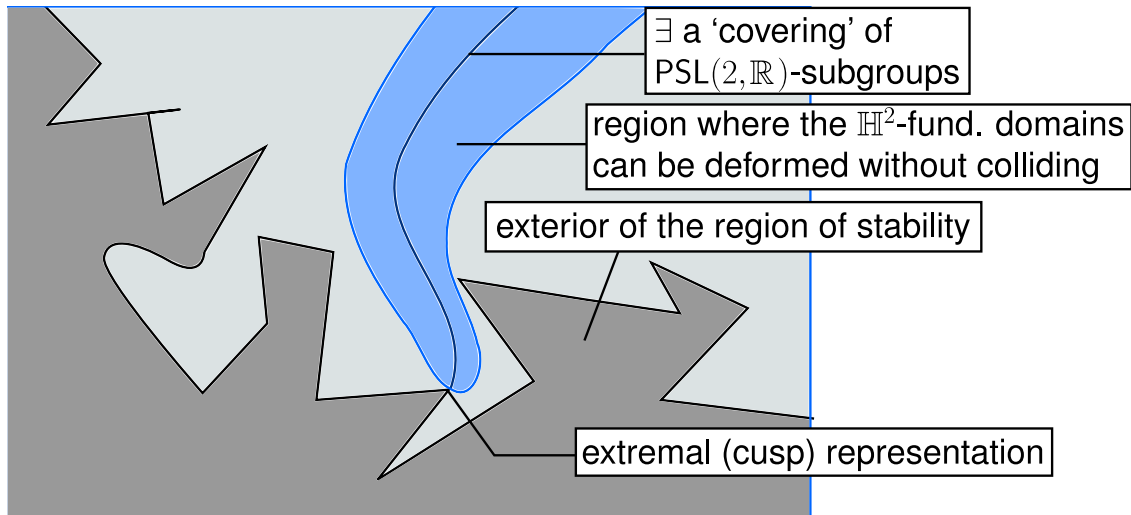 ∃ a ‘covering’ of
PSL(2,ℝ)-subgroups
region where the ℍ²-fund. domains
can be deformed without colliding
exterior of the region of stability
extremal (cusp) representation